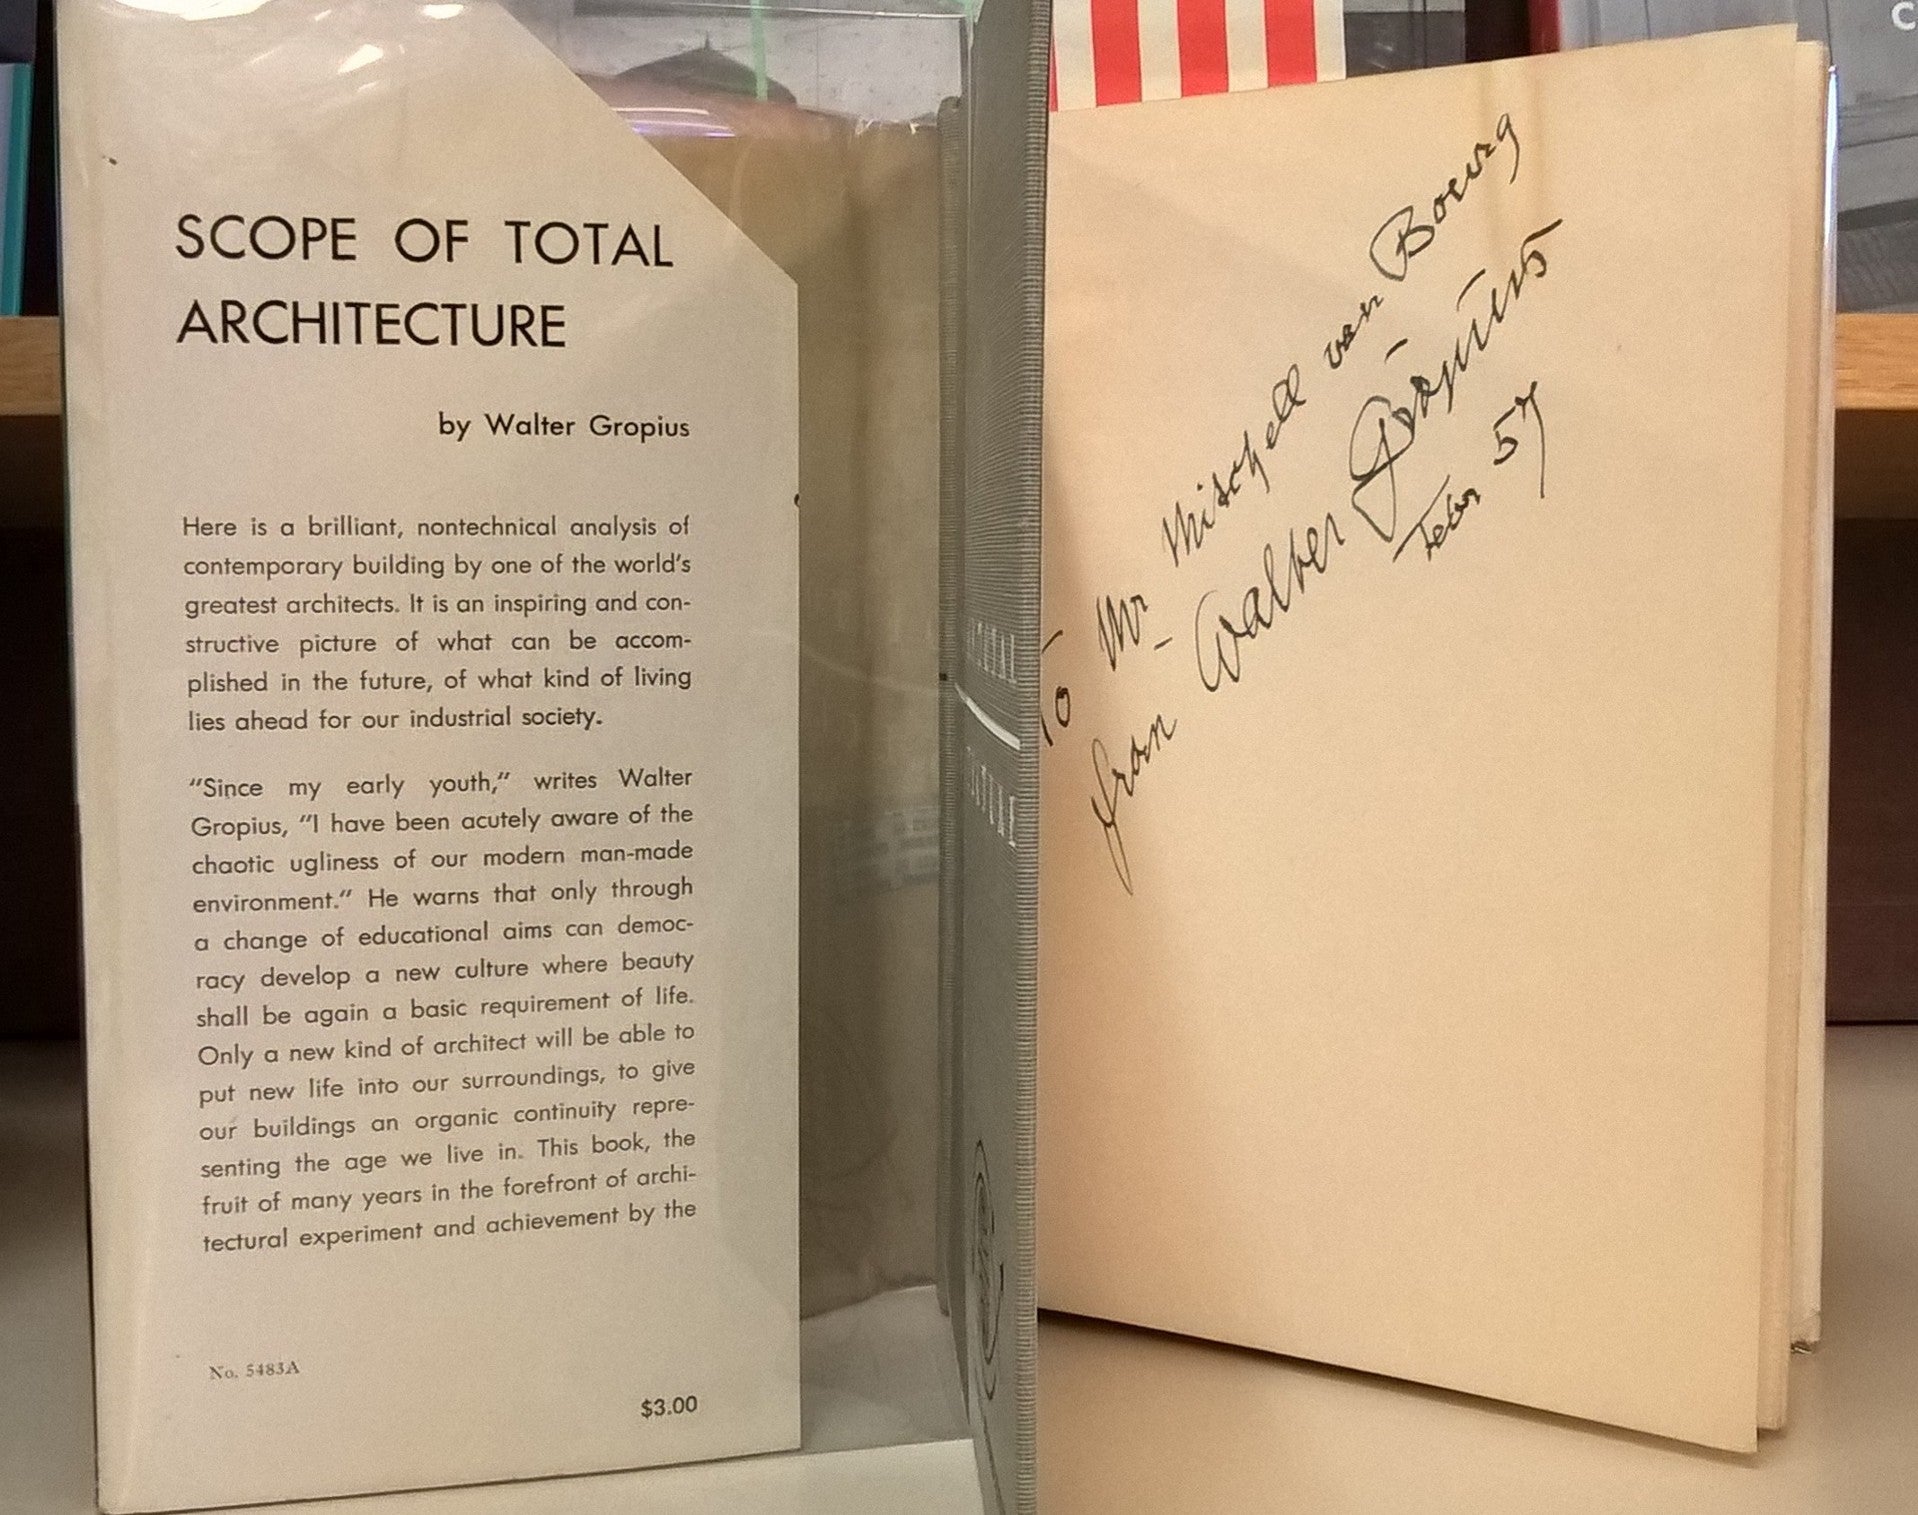 SCOPE OF TOTAL
ARCHITECTURE
by Walter Gropius
Here is a brilliant, nontechnical analysis of
contemporary building by one of the world's
greatest architects. It is an inspiring and con-
structive picture of what can be accom-
plished in the future, of what kind of living
lies ahead for our industrial society.
"Since my early youth," writes Walter
Gropius, "I have been acutely aware of the
chaotic ugliness of our modern man-made
environment." He warns that only through
a change of educational aims can democ-
racy develop a new culture where beauty
shall be again a basic requirement of life.
Only a new kind of architect will be able to
put new life into our surroundings, to give
our buildings an organic continuity repre-
senting the age we live in. This book, the
fruit of many years in the forefront of archi-
tectural experiment and achievement by the
No. 5483A
$3.00
To Mr Mitchell van Bourg
from Walter Gropius
Febr 57
C